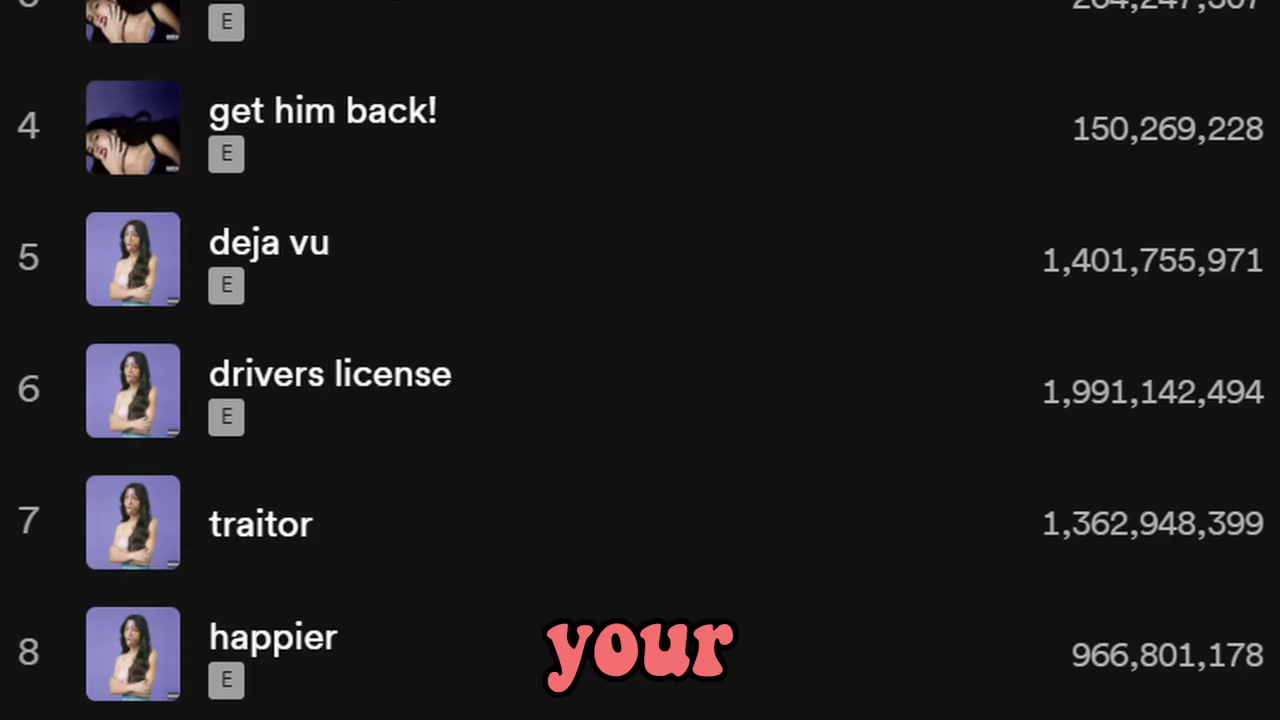 E
4
get him back!
E
150,269,228
5
deja vu
E
1,401,755,971
6
drivers license
E
1,991,142,494
7
traitor
1,362,948,399
8
happier
E
966,801,178
your